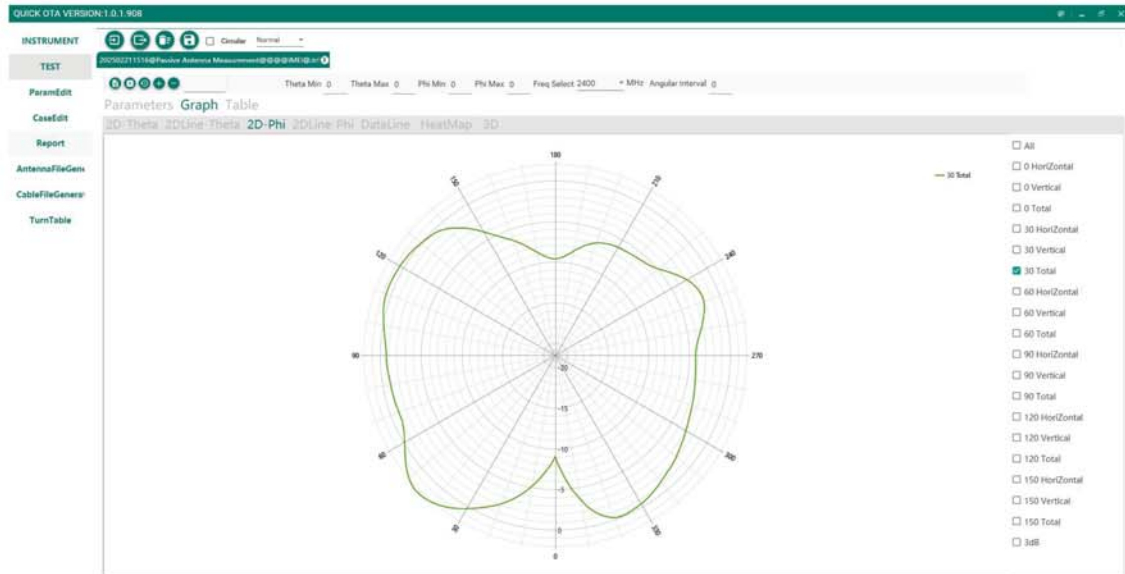 QUICK OTA VERSION:1.0.1.908
INSTRUMENT
TEST
ParamEdit
CaseEdit
Report
AntennaFileGene
CableFileGenerat
TurnTable
Circular Normal
Theta Min 0 Theta Max 0 Phi Min 0 Phi Max 0 Freq Select 2400 MHz Angular Interval 0
Parameters Graph Table
2D-Theta 2DLine-Theta 2D-Phi 2DLine-Phi DataLine HeatMap 3D
180
150
210
120
240
90
270
60
300
30
330
0
-20
-15
-10
-5
0
30 Total
All
0 HoriZontal
0 Vertical
0 Total
30 HoriZontal
30 Vertical
30 Total
60 HoriZontal
60 Vertical
60 Total
90 HoriZontal
90 Vertical
90 Total
120 HoriZontal
120 Vertical
120 Total
150 HoriZontal
150 Vertical
150 Total
3dB